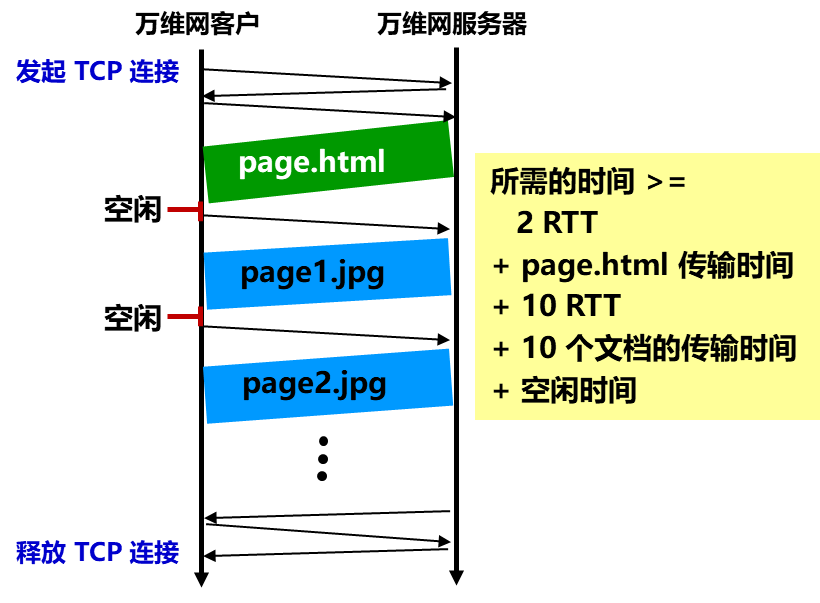 万维网客户
万维网服务器
发起 TCP 连接
page.html
空闲
page1.jpg
空闲
page2.jpg
释放 TCP 连接
所需的时间 >=
2 RTT
+ page.html 传输时间
+ 10 RTT
+ 10 个文档的传输时间
+ 空闲时间